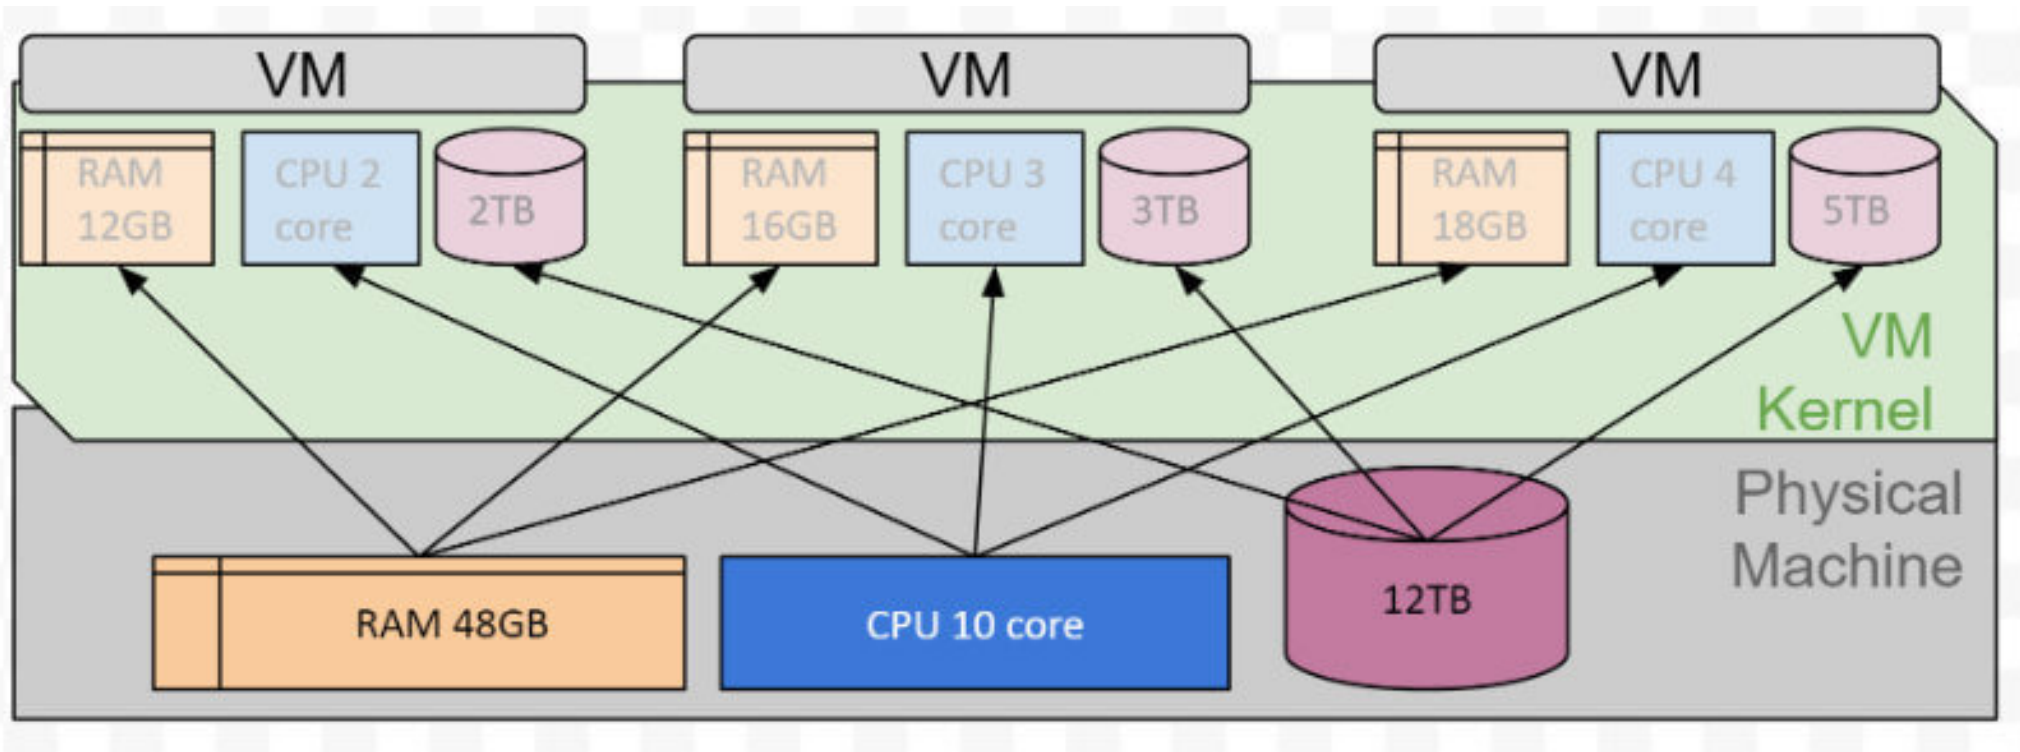 VM
VM
VM
RAM
12GB
CPU 2
core
2TB
RAM
16GB
CPU 3
core
3TB
RAM
18GB
CPU 4
core
5TB
VM
Kernel
Physical
Machine
RAM 48GB
CPU 10 core
12TB